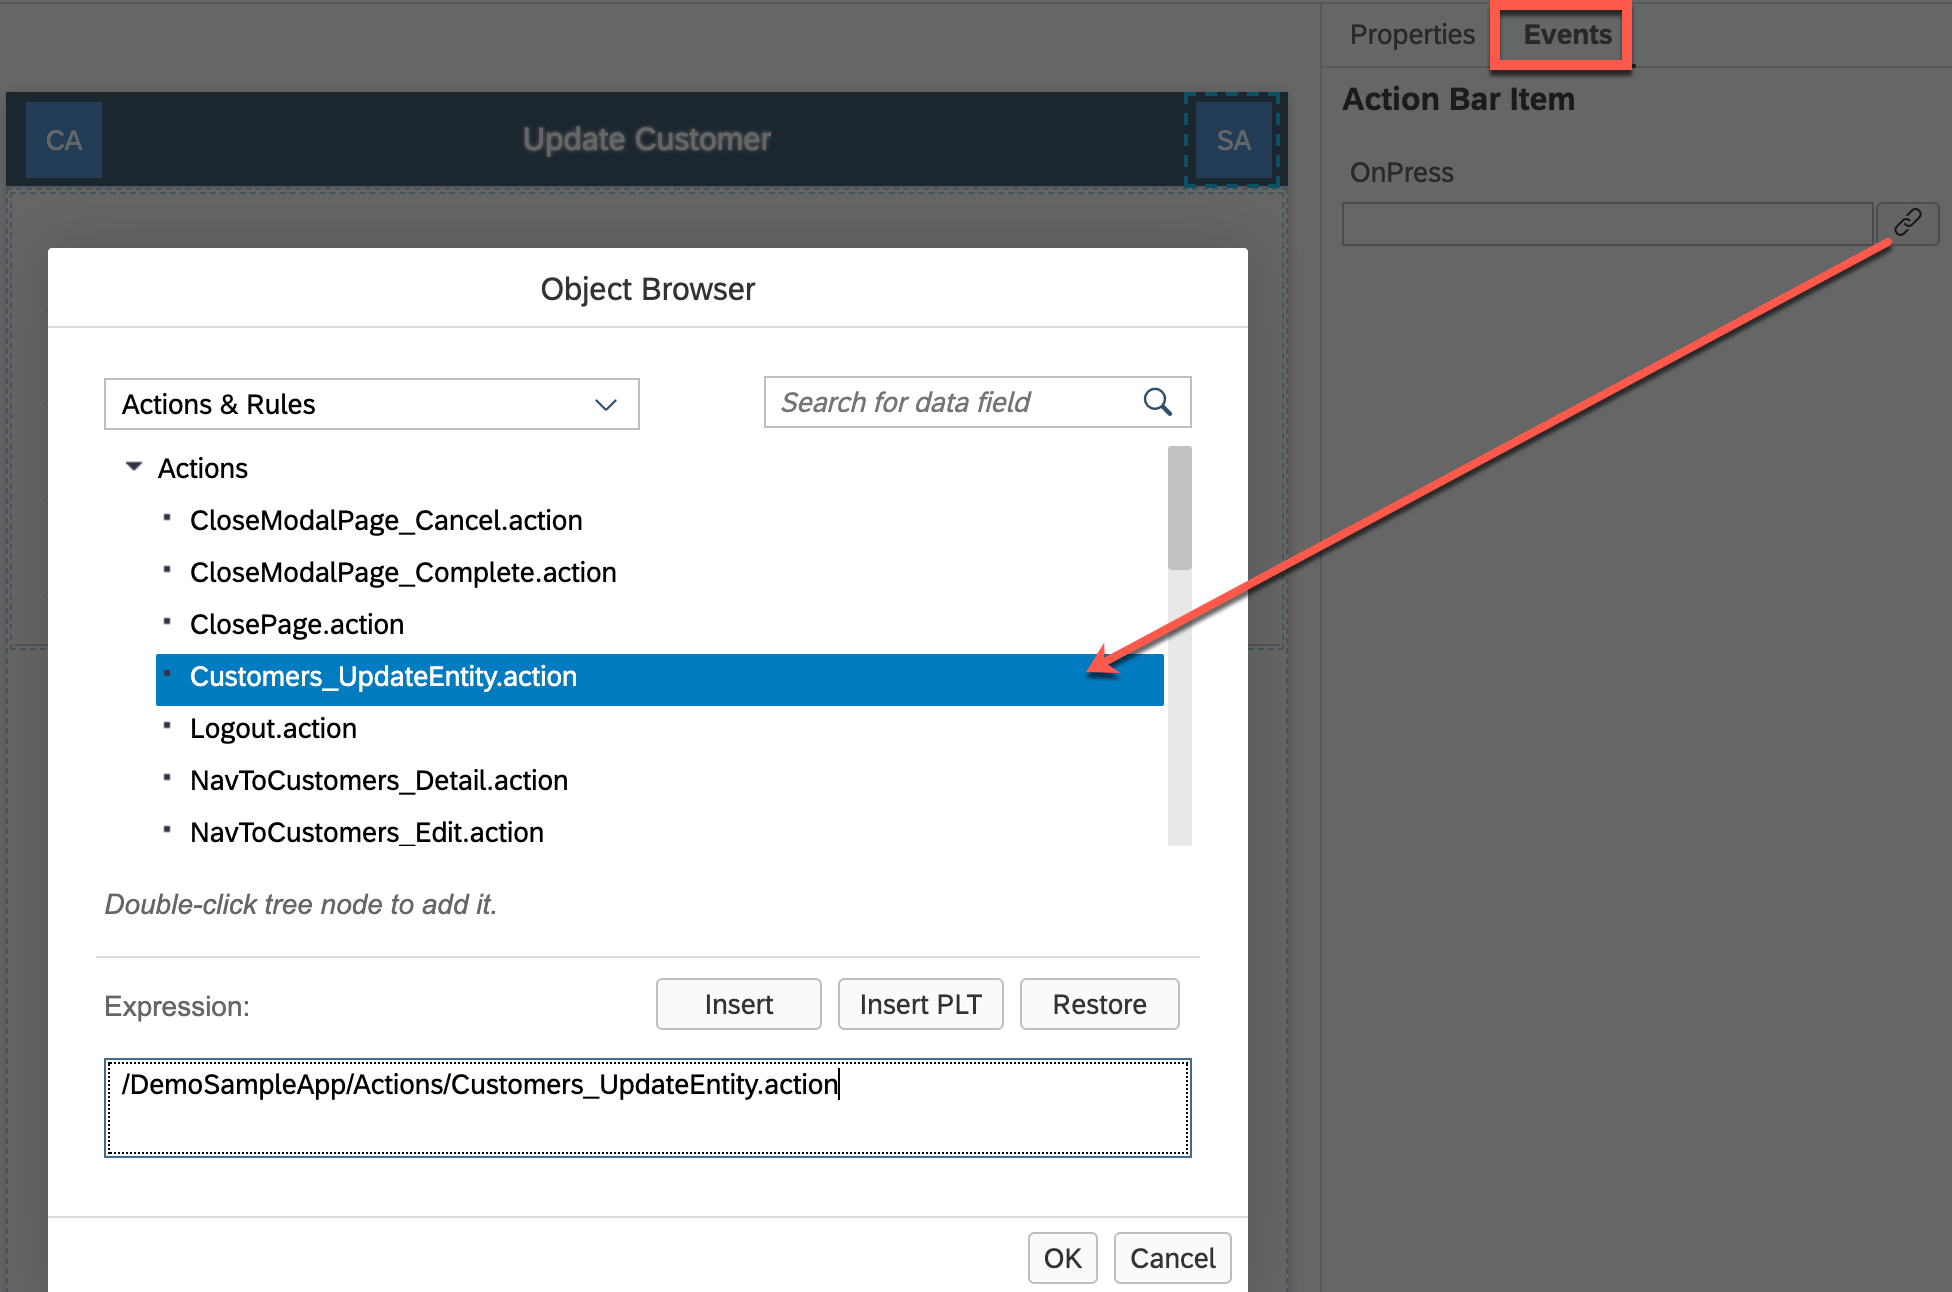 Properties Events
Action Bar Item
CA Update Customer SA
OnPress
Object Browser
Actions & Rules Search for data field
Actions
CloseModalPage_Cancel.action
CloseModalPage_Complete.action
ClosePage.action
Customers_UpdateEntity.action
Logout.action
NavToCustomers_Detail.action
NavToCustomers_Edit.action
Double-click tree node to add it.
Expression: Insert Insert PLT Restore
/DemoSampleApp/Actions/Customers_UpdateEntity.action
OK Cancel